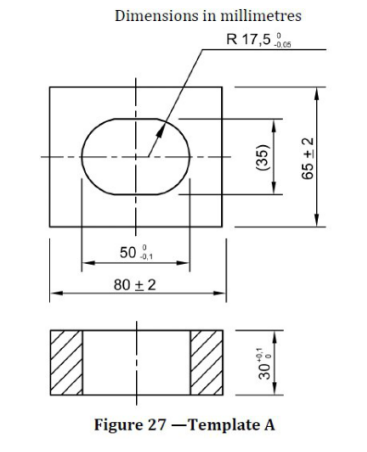 Dimensions in millimetres
R 17,5 0 -0,05
(35)
65 ± 2
50 0 -0,1
80 ± 2
30 +0,1 0
Figure 27 —Template A